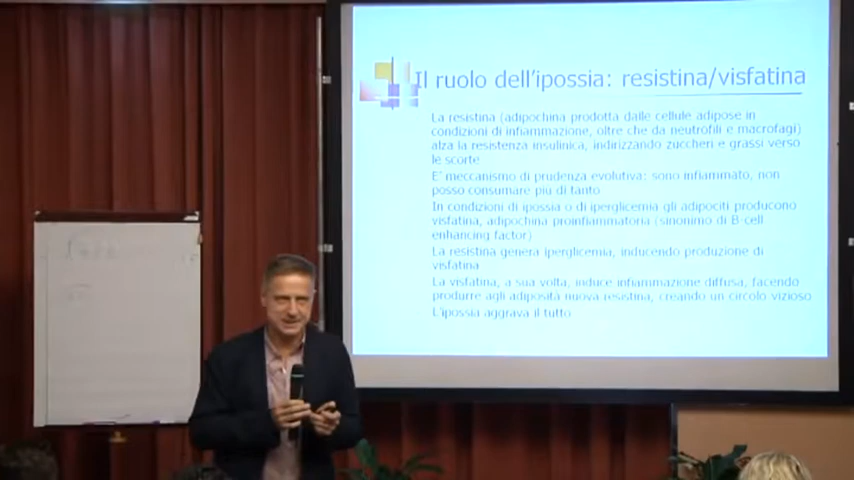 Il ruolo dell'ipossia: resistina/visfatina
La resistina (adipochina prodotta dalle cellule adipose in
condizioni di infiammazione, oltre che da neutrofili e macrofagi)
alza la resistenza insulinica, indirizzando zuccheri e grassi verso
le scorte
E' meccanismo di prudenza evolutiva: sono infiammato, non
posso consumare più di tanto
In condizioni di ipossia o di iperglicemia gli adipociti producono
visfatina, adipochina proinfiammatoria (sinonimo di B cell
enhancing factor)
La resistina genera iperglicemia, inducendo produzione di
visfatina
La visfatina, a sua volta, induce infiammazione diffusa, facendo
produrre agli adiposità nuova resistina, creando un circolo vizioso
L'ipossia aggrava il tutto